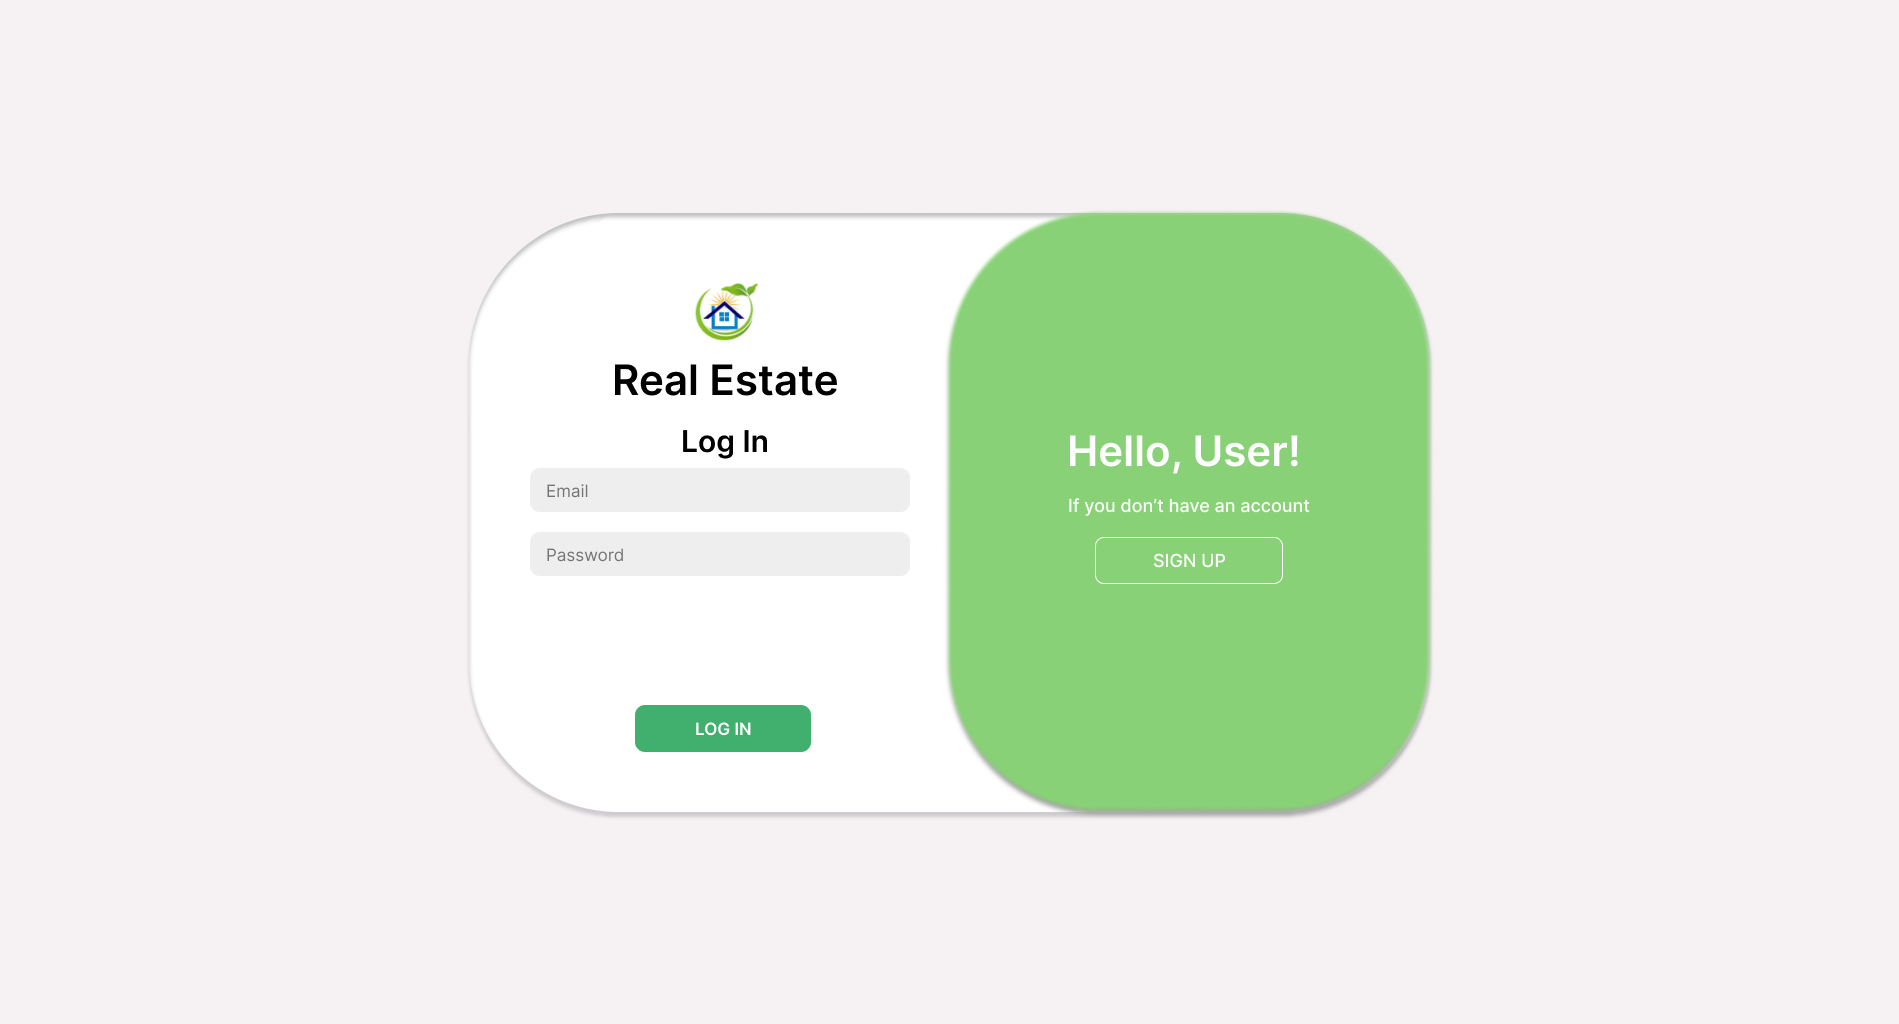 Real Estate
Log In
Email
Password
LOG IN
Hello, User!
If you don’t have an account
SIGN UP